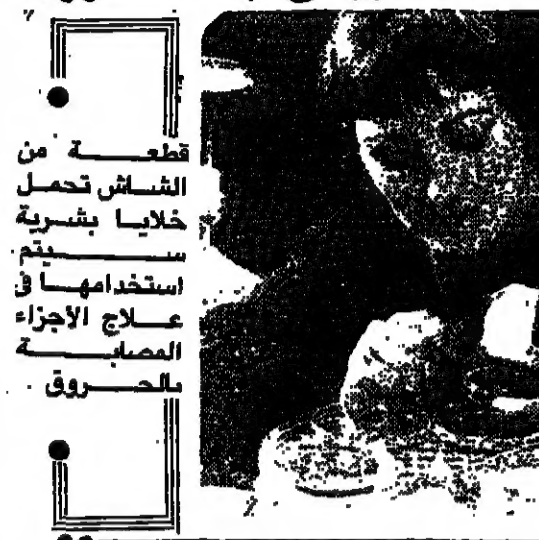 قطعة من
الشاش تحمل
خلايا بشرية
سيتم
استخدامها في
علاج الأجزاء
المصابة
بالحروق